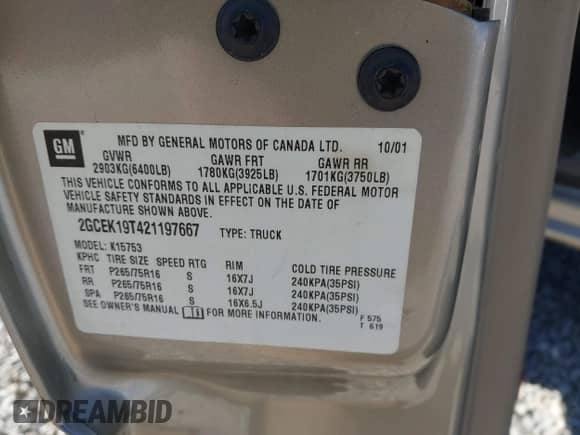 GM
MFD BY GENERAL MOTORS OF CANADA LTD. 10/01
GVWR GAWR FRT GAWR RR
2903KG(6400LB) 1780KG(3925LB) 1701KG(3750LB)
THIS VEHICLE CONFORMS TO ALL APPLICABLE U.S. FEDERAL MOTOR
VEHICLE SAFETY STANDARDS IN EFFECT ON THE DATE OF
MANUFACTURE SHOWN ABOVE.
2GCEK19T421197667 TYPE: TRUCK
MODEL: K15753
KPHC TIRE SIZE SPEED RTG RIM COLD TIRE PRESSURE
FRT P265/75R16 S 16X7J 240KPA(35PSI)
RR P265/75R16 S 16X7J 240KPA(35PSI)
SPA P265/75R16 S 16X6.5J 240KPA(35PSI)
SEE OWNER'S MANUAL FOR MORE INFORMATION.
F 575
T 619
DREAMBID